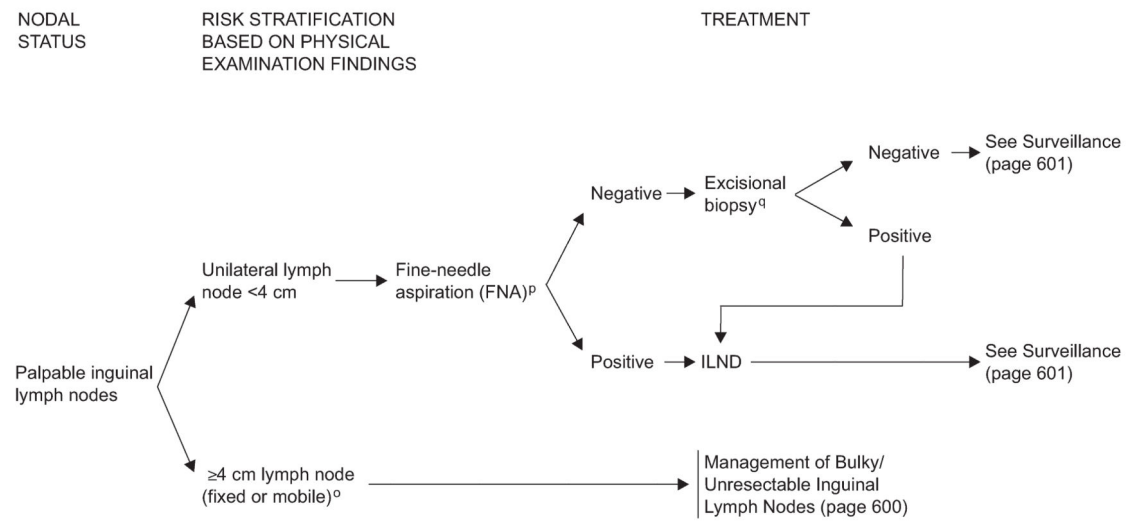 NODAL
STATUS
RISK STRATIFICATION
BASED ON PHYSICAL
EXAMINATION FINDINGS
TREATMENT
Palpable inguinal
lymph nodes
Unilateral lymph
node <4 cm
Fine-needle
aspiration (FNA)ᵖ
Negative
Excisional
biopsy^q
Negative
See Surveillance
(page 601)
Positive
Positive
ILND
See Surveillance
(page 601)
≥4 cm lymph node
(fixed or mobile)ᵒ
Management of Bulky/
Unresectable Inguinal
Lymph Nodes (page 600)